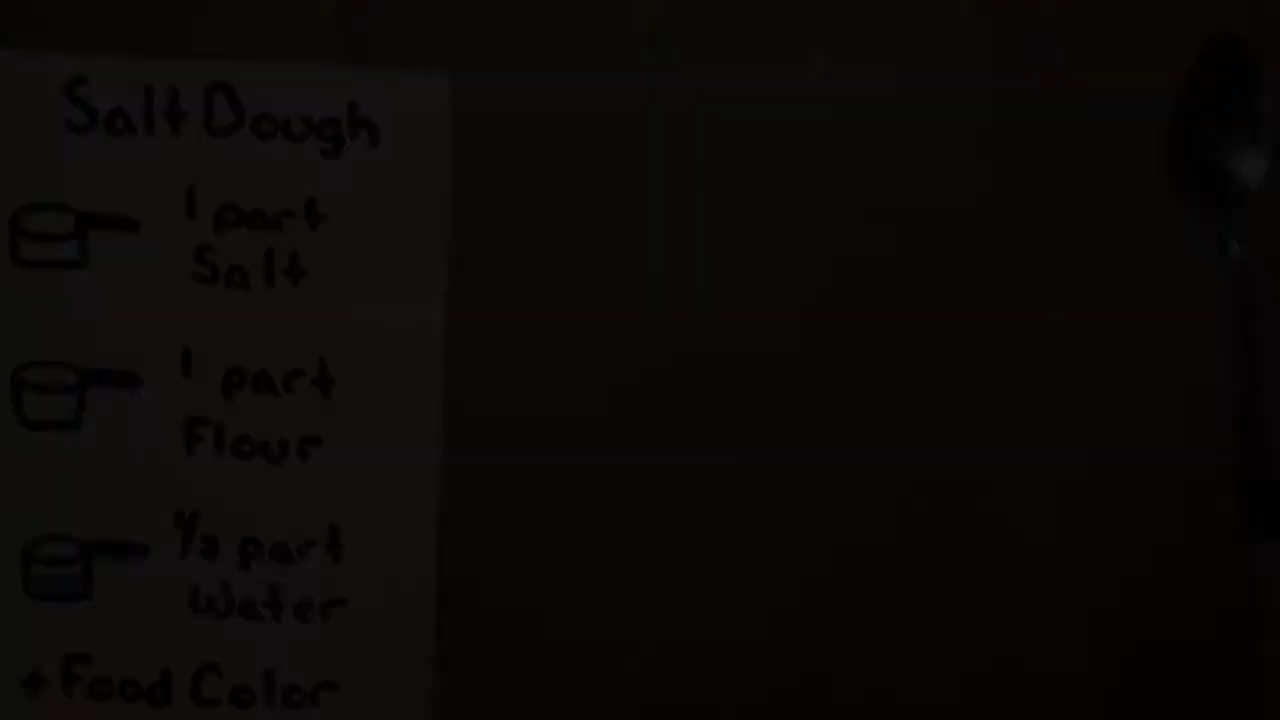 Salt Dough
1 part
Salt
1 part
Flour
1/2 part
Water
+ Food Color